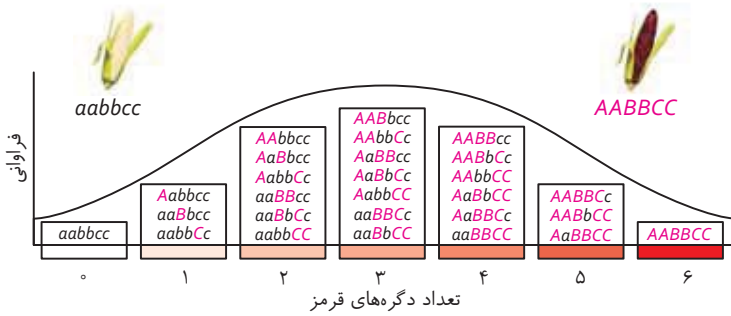 aabbcc
AABBCC
فراوانی
aabbcc
Aabbcc
aaBbcc
aabbCc
AAbbcc
AaBbcc
AabbCc
aaBBcc
aaBbCc
aabbCC
AABbcc
AAbbCc
AaBBcc
AaBbCc
AabbCC
aaBBCc
aaBbCC
AABBcc
AABbCc
AAbbCC
AaBbCC
AaBBCc
aaBBCC
AABBCc
AABbCC
AaBBCC
AABBCC
۰ ۱ ۲ ۳ ۴ ۵ ۶
تعداد دگره‌های قرمز